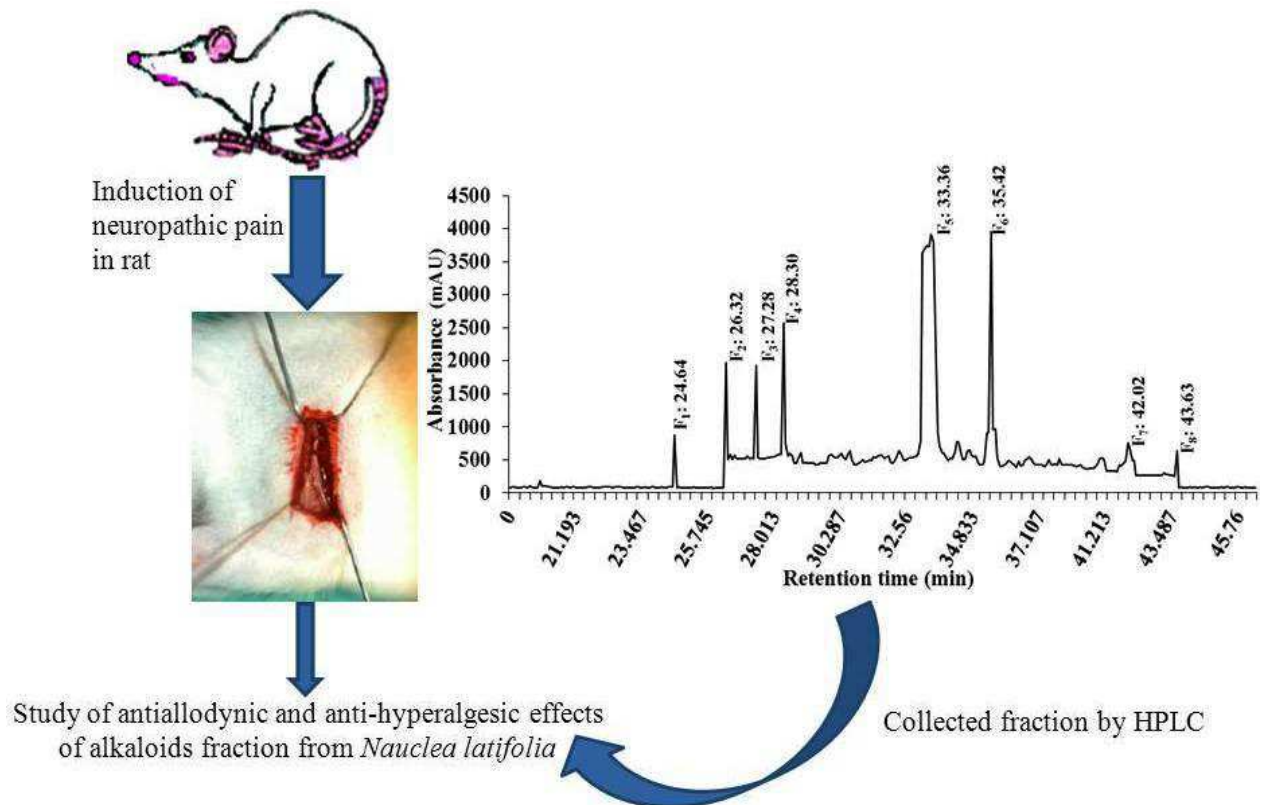 Induction of
neuropathic pain
in rat
4500
4000
3500
3000
2500
2000
1500
1000
500
0
Absorbance (mAU)
F₁: 24.64
F₂: 26.32
F₃: 27.28
F₄: 28.30
F₅: 33.36
F₆: 35.42
F₇: 42.02
F₈: 43.63
0
21.193
23.467
25.745
28.013
30.287
32.56
34.833
37.107
41.213
43.487
45.76
Retention time (min)
Study of antiallodynic and anti-hyperalgesic effects
of alkaloids fraction from Nauclea latifolia
Collected fraction by HPLC